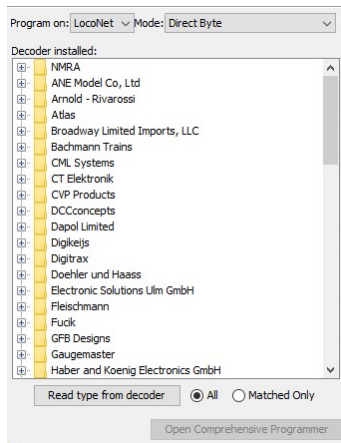 Program on: LocoNet Mode: Direct Byte
Decoder installed:
NMRA
ANE Model Co, Ltd
Arnold - Rivarossi
Atlas
Broadway Limited Imports, LLC
Bachmann Trains
CML Systems
CT Elektronik
CVP Products
DCCconcepts
Dapol Limited
Digikeijs
Digitrax
Doehler und Haass
Electronic Solutions Ulm GmbH
Fleischmann
Fucik
GFB Designs
Gaugemaster
Haber and Koenig Electronics GmbH
Read type from decoder All Matched Only
Open Comprehensive Programmer